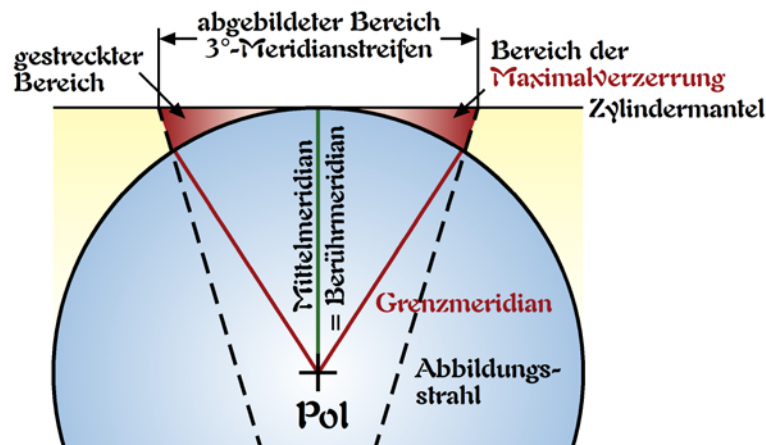 abgebildeter Bereich
3°-Meridianstreifen
gestreckter
Bereich
Bereich der
Maximalverzerrung
Zylindermantel
Mittelmeridian
= Berührmeridian
Grenzmeridian
Abbildungs-
strahl
Pol